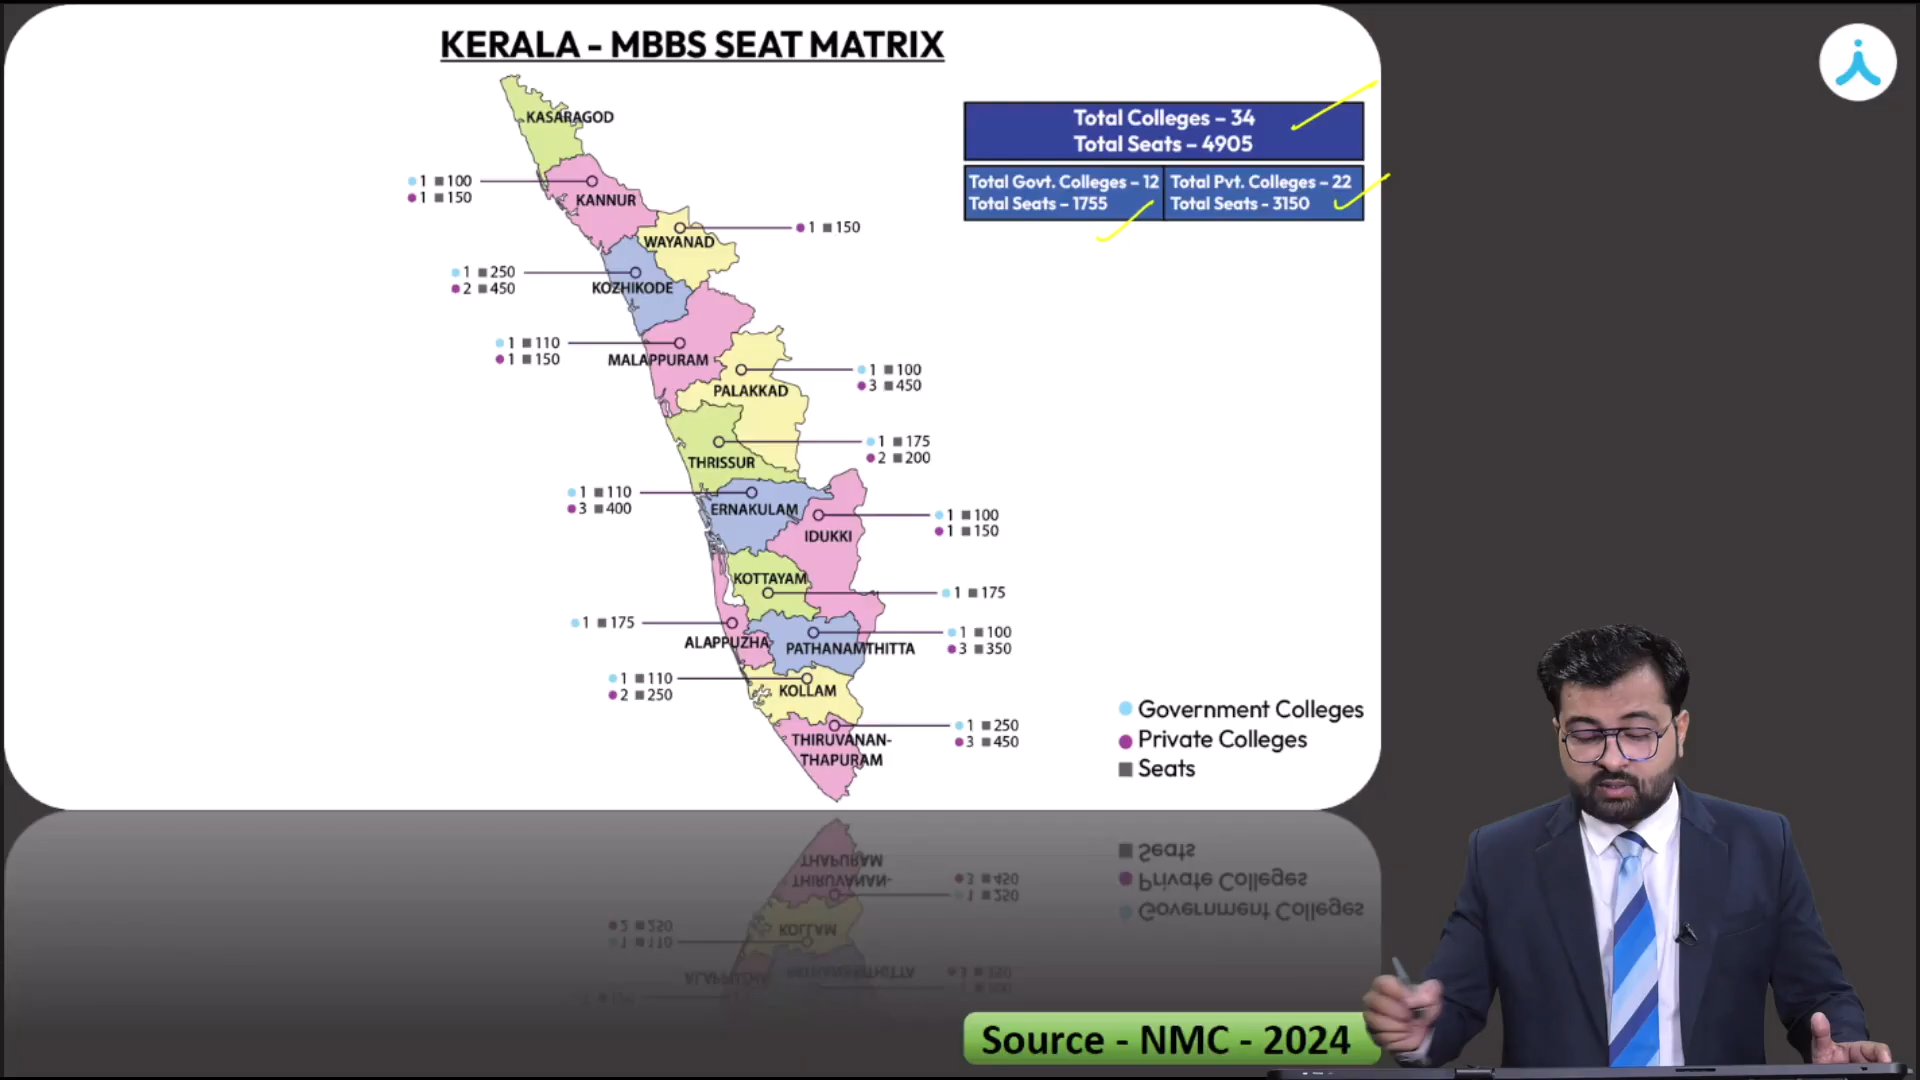 KERALA - MBBS SEAT MATRIX
Total Colleges – 34
Total Seats – 4905
Total Govt. Colleges – 12
Total Seats – 1755
Total Pvt. Colleges – 22
Total Seats - 3150
KASARAGOD
1 100
1 150
KANNUR
WAYANAD
1 150
1 250
2 450
KOZHIKODE
1 110
1 150
MALAPPURAM
PALAKKAD
1 100
3 450
THRISSUR
1 175
2 200
1 110
3 400
ERNAKULAM
IDUKKI
1 100
1 150
KOTTAYAM
1 175
1 175
ALAPPUZHA
PATHANAMTHITTA
1 100
3 350
1 110
2 250
KOLLAM
THIRUVANAN-
THAPURAM
1 250
3 450
Government Colleges
Private Colleges
Seats
Source - NMC - 2024